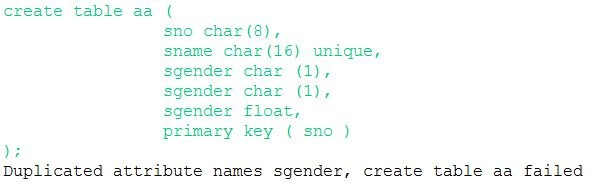 create table aa (
sno char(8),
sname char(16) unique,
sgender char (1),
sgender char (1),
sgender float,
primary key ( sno )
);
Duplicated attribute names sgender, create table aa failed